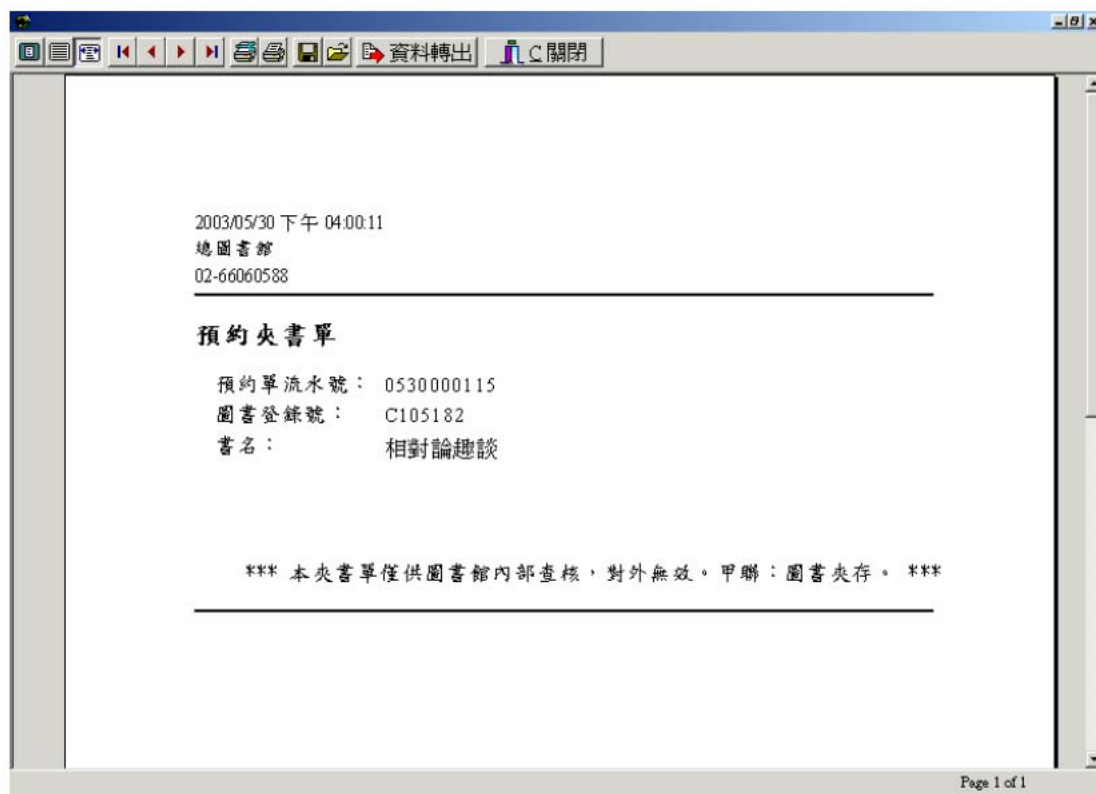 資料轉出 C 關閉
2003/05/30 下午 04:00:11
總圖書館
02-66060588
預約夾書單
預約單流水號： 0530000115
圖書登錄號： C105182
書名： 相對論趣談
*** 本夾書單僅供圖書館內部查核，對外無效。甲聯：圖書夾存。 ***
Page 1 of 1